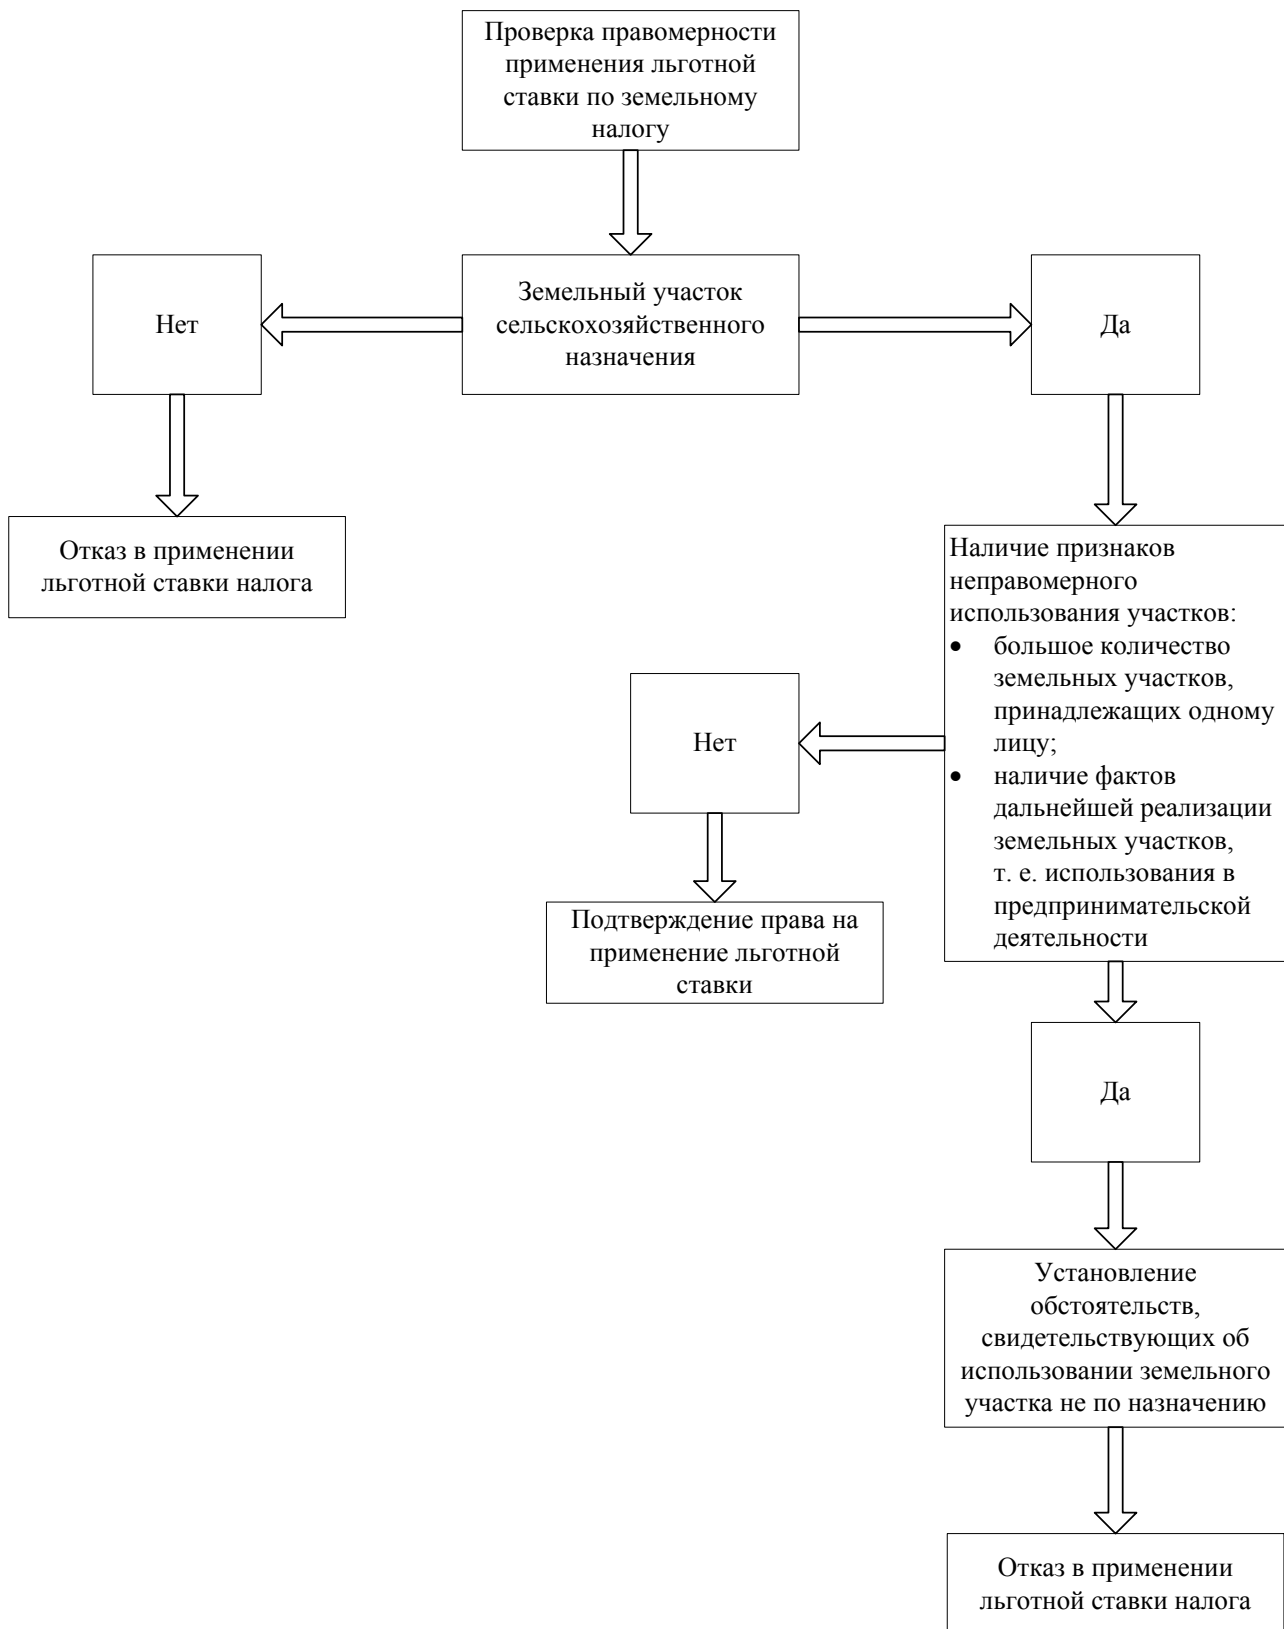 Проверка правомерности
применения льготной
ставки по земельному
налогу
Нет
Земельный участок
сельскохозяйственного
назначения
Да
Отказ в применении
льготной ставки налога
Наличие признаков
неправомерного
использования участков:
• большое количество
земельных участков,
принадлежащих одному
лицу;
• наличие фактов
дальнейшей реализации
земельных участков,
т. е. использования в
предпринимательской
деятельности
Нет
Подтверждение права на
применение льготной
ставки
Да
Установление
обстоятельств,
свидетельствующих об
использовании земельного
участка не по назначению
Отказ в применении
льготной ставки налога